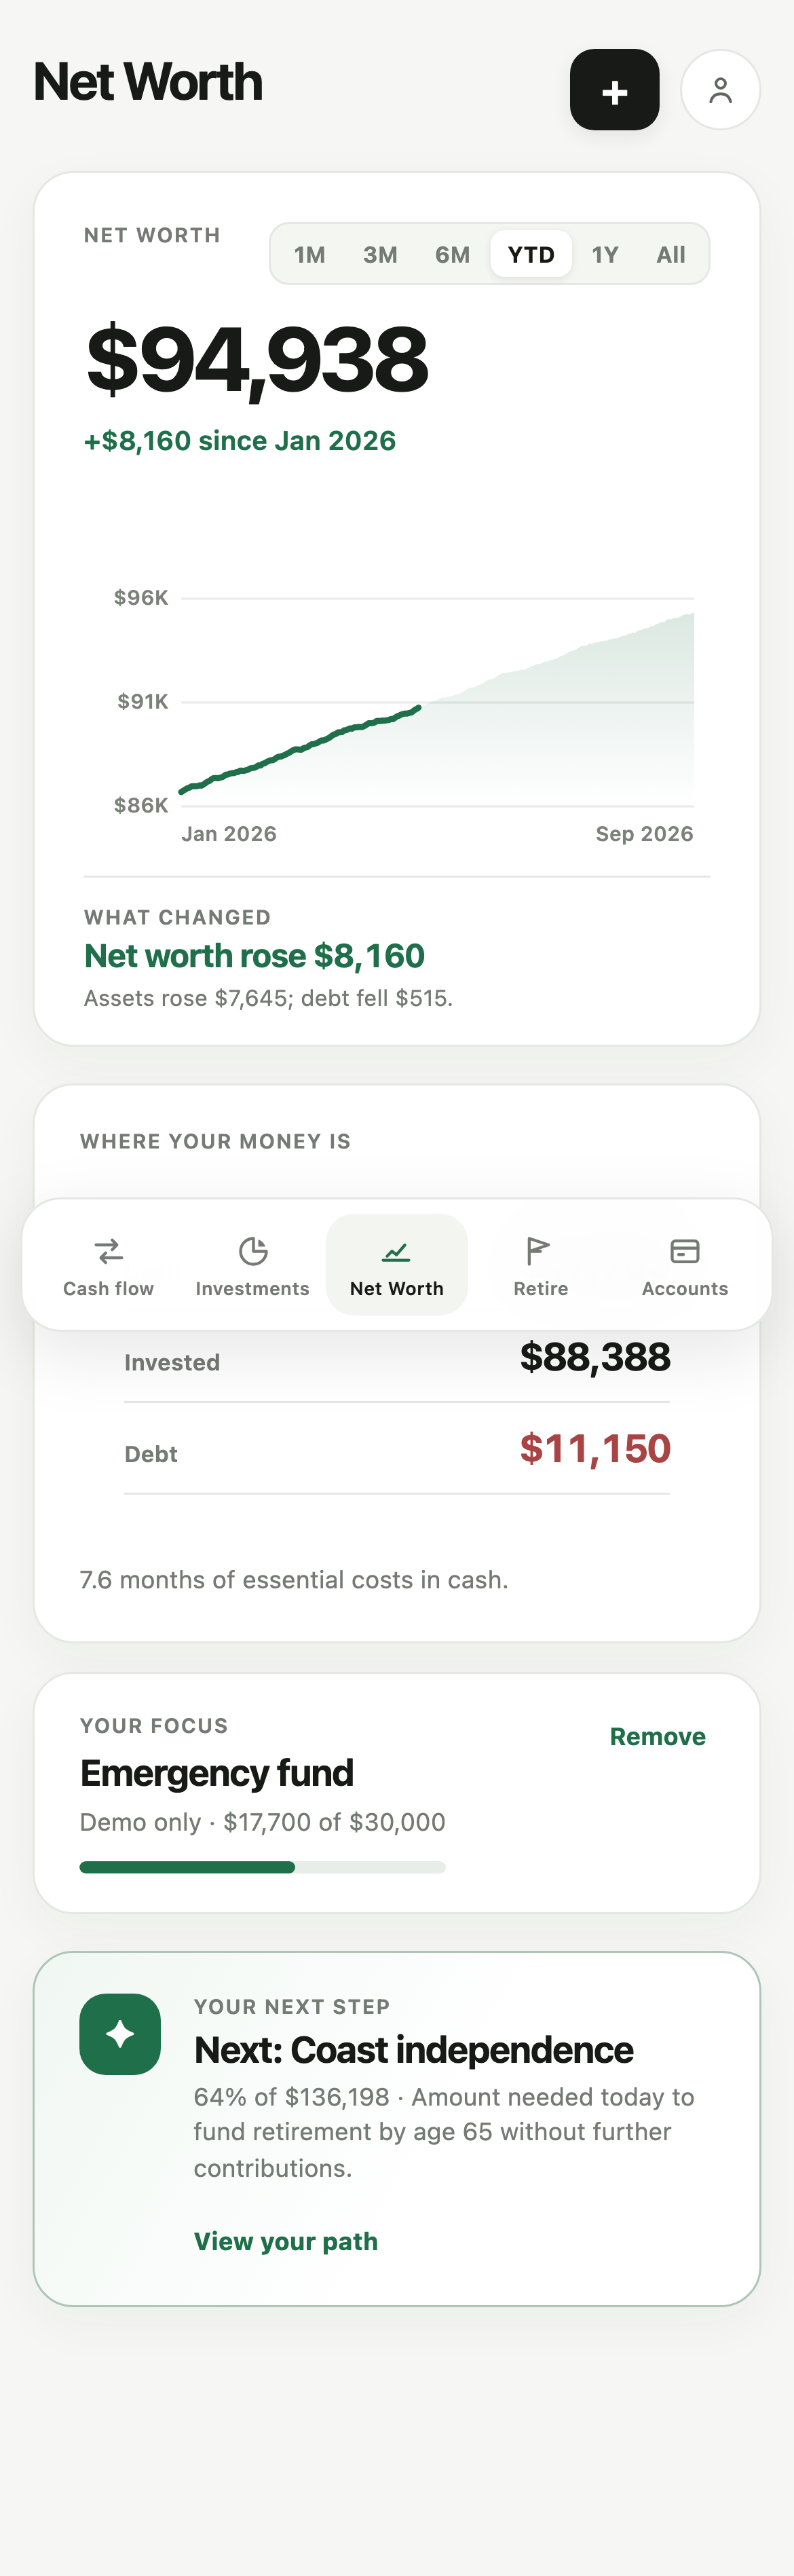 Net Worth
+
NET WORTH
1M 3M 6M YTD 1Y All
$94,938
+$8,160 since Jan 2026
$96K
$91K
$86K
Jan 2026 Sep 2026
WHAT CHANGED
Net worth rose $8,160
Assets rose $7,645; debt fell $515.
WHERE YOUR MONEY IS
Cash flow Investments Net Worth Retire Accounts
Invested $88,388
Debt $11,150
7.6 months of essential costs in cash.
YOUR FOCUS
Remove
Emergency fund
Demo only · $17,700 of $30,000
YOUR NEXT STEP
Next: Coast independence
64% of $136,198 · Amount needed today to
fund retirement by age 65 without further
contributions.
View your path